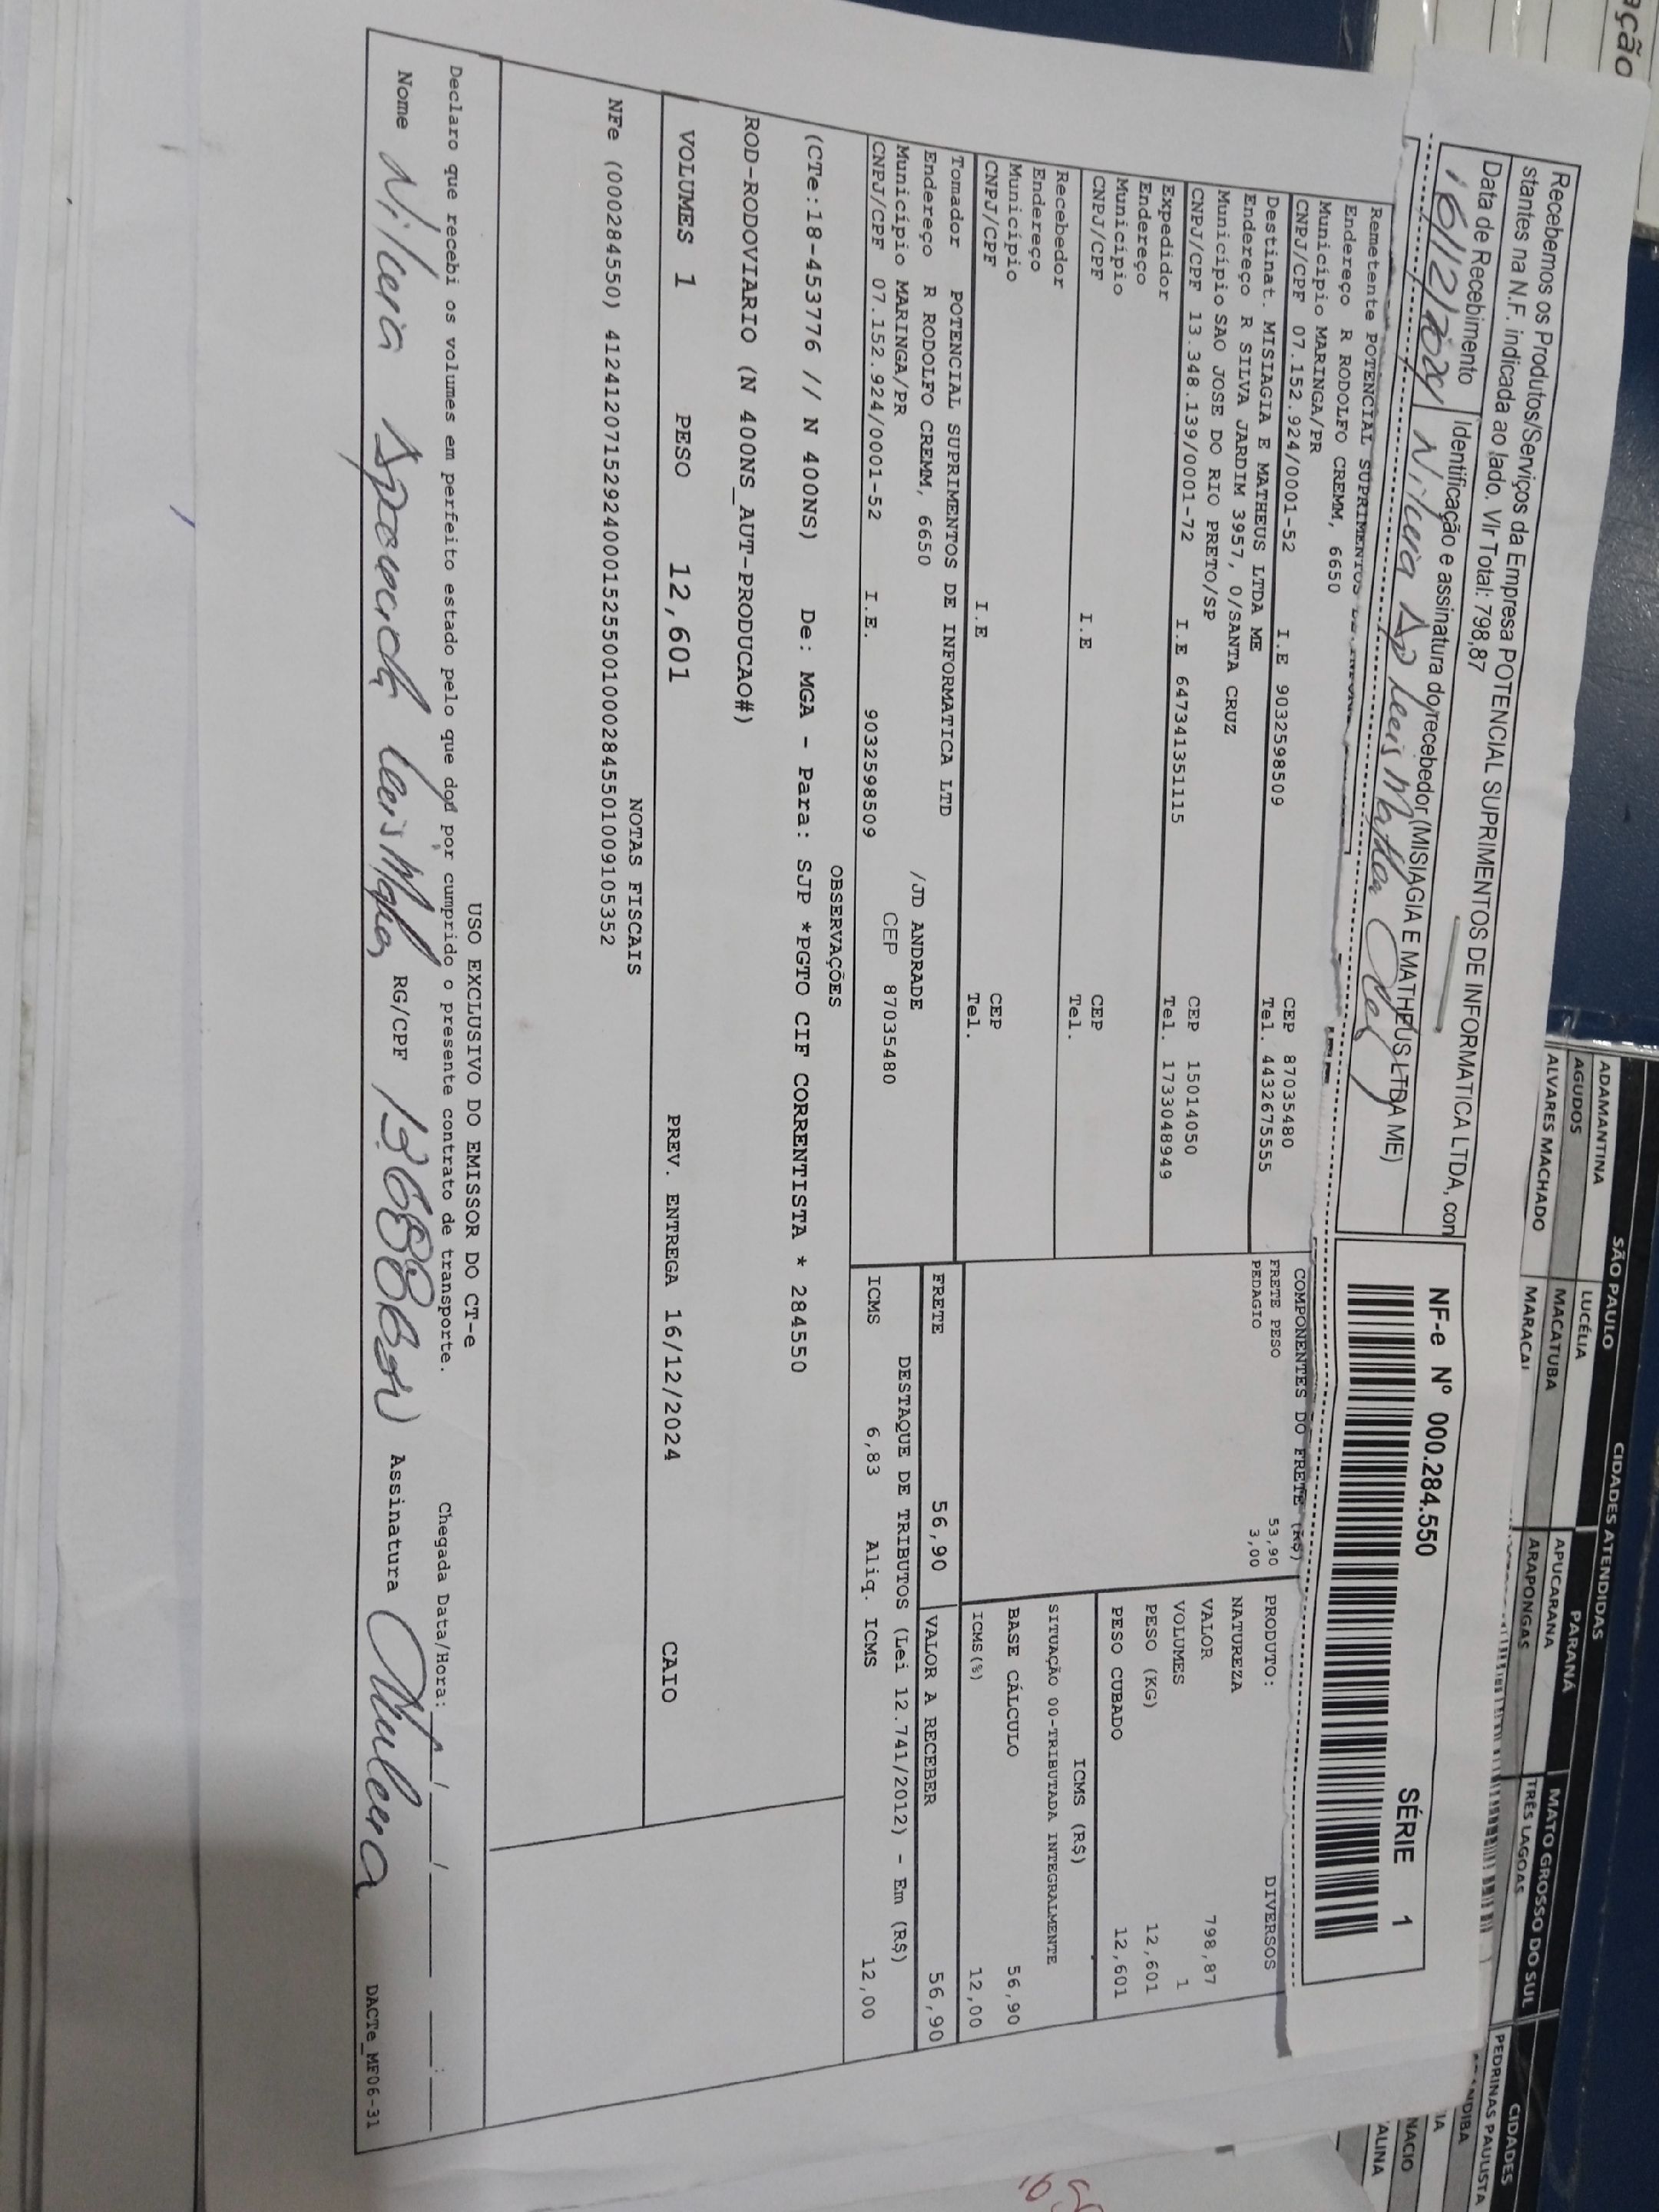 Recebemos os Produtos/Serviços da Empresa POTENCIAL SUPRIMENTOS DE INFORMATICA LTDA, con
stantes na N.F. indicada ao lado. Vlr Total: 798,87
Data de Recebimento
Identificação e assinatura do recebedor (MISIAGIA E MATHEUS LTDA ME)
16/12/2024
NF-e Nº 000.284.550
SÉRIE 1
Remetente POTENCIAL SUPRIMENTOS
Endereço R RODOLFO CREMM, 6650
Município MARINGA/PR
CEP 87035480
CNPJ/CPF 07.152.924/0001-52 I.E 9032598509 Tel. 4432675555
Destinat. MISIAGIA E MATHEUS LTDA ME
Endereço R SILVA JARDIM 3957, 0/SANTA CRUZ
Município SAO JOSE DO RIO PRETO/SP CEP 15014050
CNPJ/CPF 13.348.139/0001-72 I.E 647341351115 Tel. 1733048949
Expedidor
Endereço
Município CEP
CNPJ/CPF I.E Tel.
Recebedor
Endereço
Município CEP
CNPJ/CPF I.E Tel.
Tomador POTENCIAL SUPRIMENTOS DE INFORMATICA LTD
Endereço R RODOLFO CREMM, 6650 /JD ANDRADE
Município MARINGA/PR CEP 87035480
CNPJ/CPF 07.152.924/0001-52 I.E. 9032598509
COMPONENTES DO FRETE (R$)
FRETE PESO 53,90
PEDAGIO 3,00
PRODUTO: DIVERSOS
NATUREZA
VALOR 798,87
VOLUMES 1
PESO (KG) 12,601
PESO CUBADO 12,601
ICMS (R$)
SITUAÇÃO 00-TRIBUTADA INTEGRALMENTE
BASE CÁLCULO 56,90
ICMS(%) 12,00
FRETE 56,90
VALOR A RECEBER 56,90
DESTAQUE DE TRIBUTOS (Lei 12.741/2012) - Em (R$)
ICMS 6,83 Aliq. ICMS 12,00
OBSERVAÇÕES
(CTe:18-453776 // N 400NS) De: MGA - Para: SJP *PGTO CIF CORRENTISTA * 284550
ROD-RODOVIARIO (N 400NS_AUT-PRODUCAO#)
VOLUMES 1 PESO 12,601 PREV. ENTREGA 16/12/2024 CAIO
NOTAS FISCAIS
NFe (000284550) 41241207152924000152550010002845501009105352
USO EXCLUSIVO DO EMISSOR DO CT-e
Declaro que recebi os volumes em perfeito estado pelo que dou por cumprido o presente contrato de transporte.
Chegada Data/Hora: __/__/____ __:__
Nome Nilceia Aparecida
RG/CPF
Assinatura
DACTe_MF06-31
SÃO PAULO
CIDADES ATENDIDAS
PARANÁ
MATO GROSSO DO SUL
CIDADES
ADAMANTINA
LUCÉLIA
APUCARANA
TRÊS LAGOAS
PEDRINAS PAULISTA
AGUDOS
MACATUBA
ARAPONGAS
ALVARES MACHADO
MARACAI